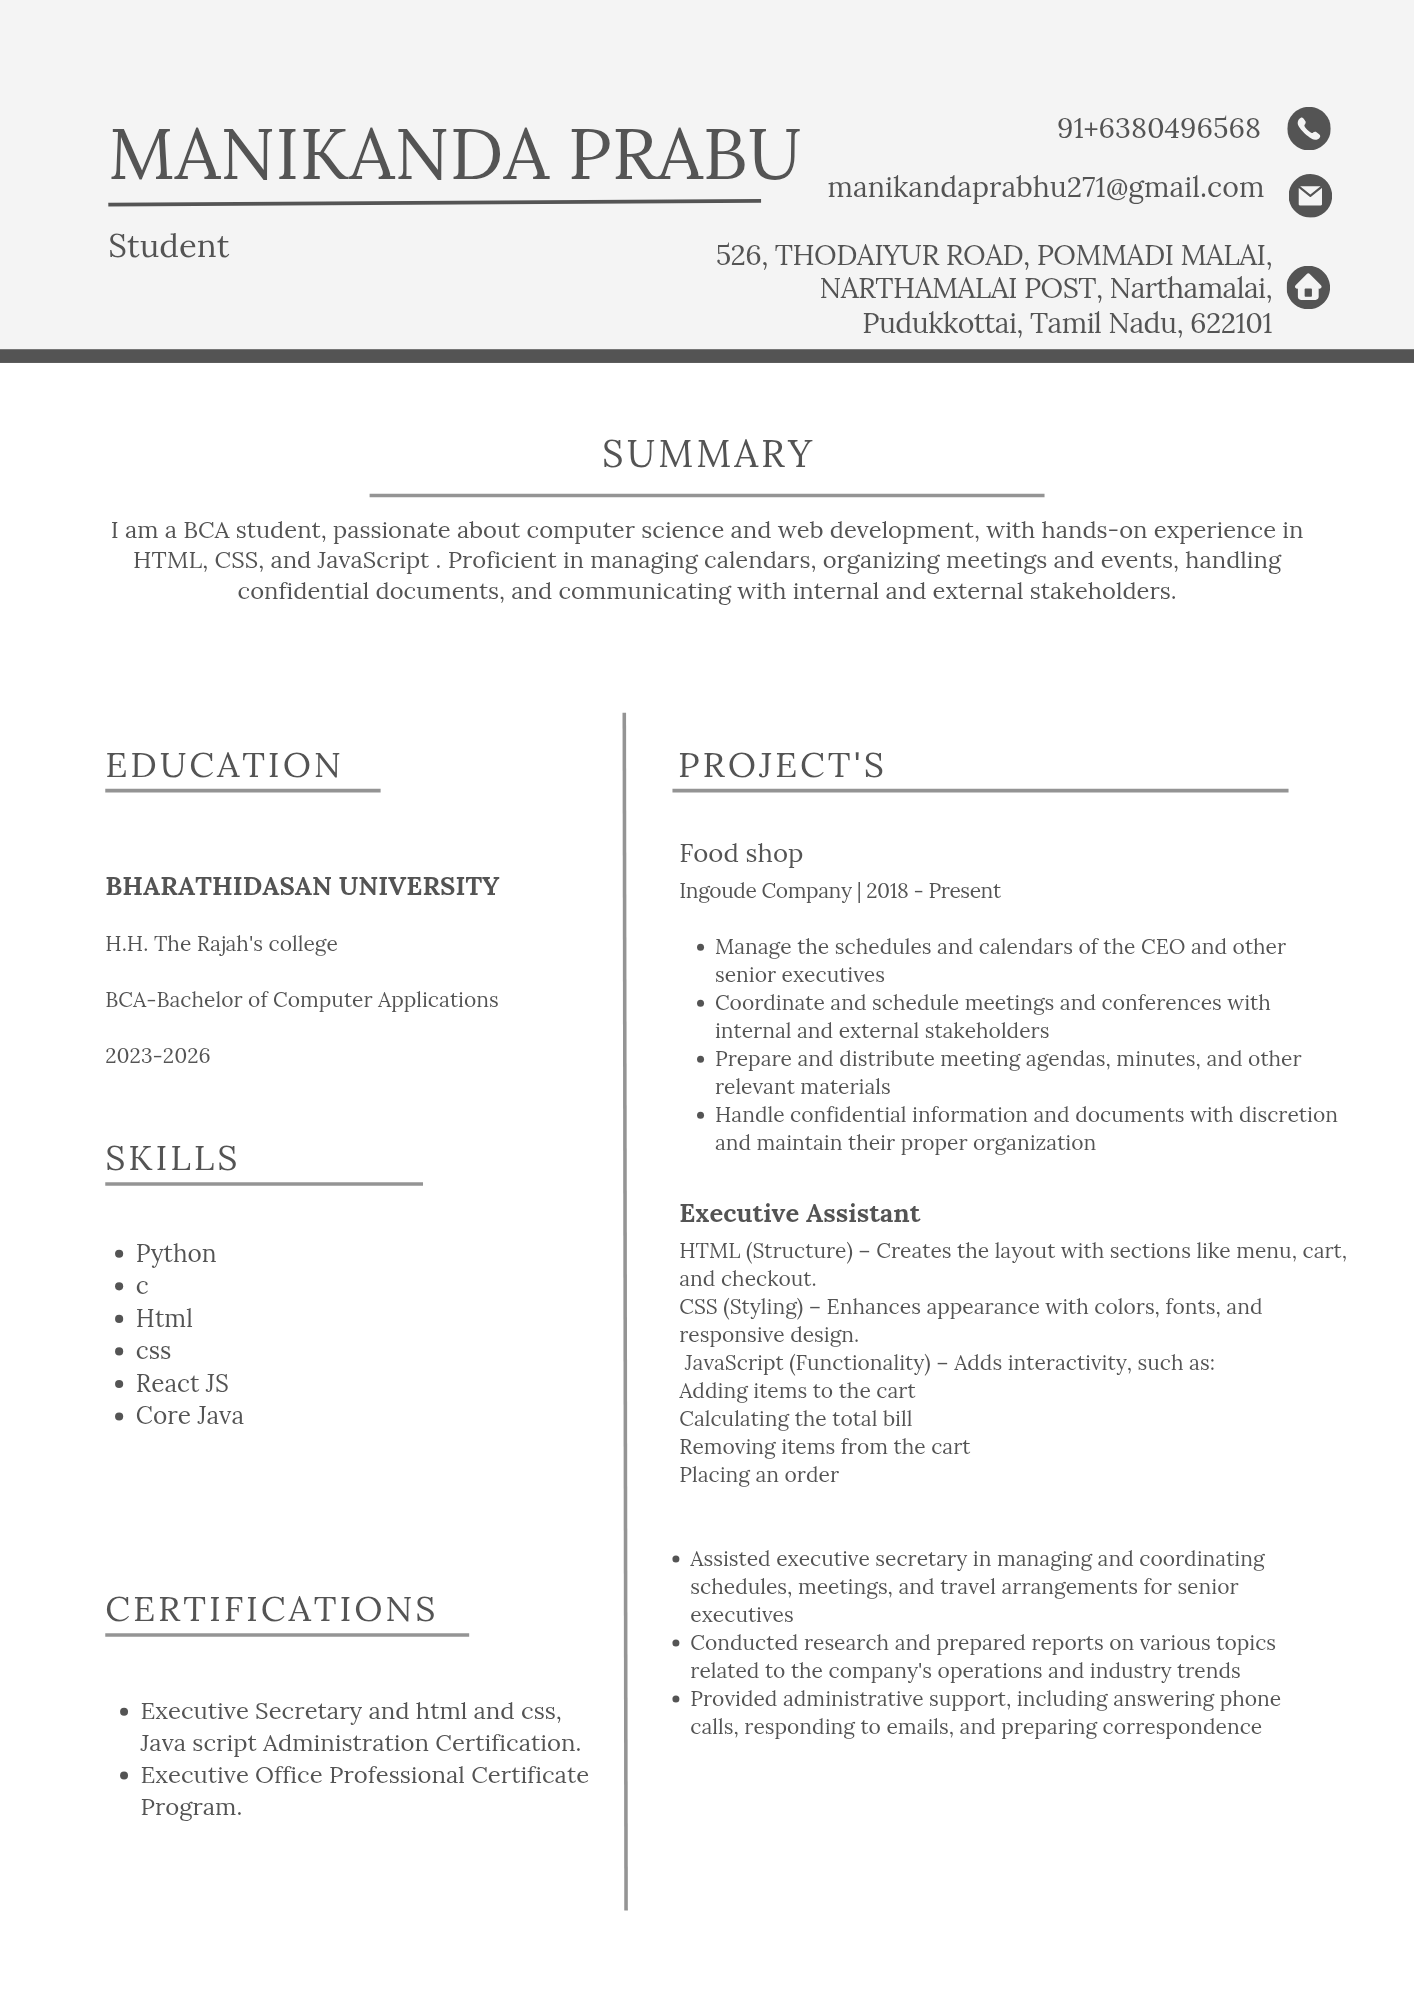 MANIKANDA PRABU
Student
91+6380496568
manikandaprabhu271@gmail.com
526, THODAIYUR ROAD, POMMADI MALAI,
NARTHAMALAI POST, Narthamalai,
Pudukkottai, Tamil Nadu, 622101
SUMMARY
I am a BCA student, passionate about computer science and web development, with hands-on experience in
HTML, CSS, and JavaScript . Proficient in managing calendars, organizing meetings and events, handling
confidential documents, and communicating with internal and external stakeholders.
EDUCATION
BHARATHIDASAN UNIVERSITY
H.H. The Rajah's college
BCA-Bachelor of Computer Applications
2023-2026
SKILLS
• Python
• c
• Html
• css
• React JS
• Core Java
CERTIFICATIONS
• Executive Secretary and html and css,
Java script Administration Certification.
• Executive Office Professional Certificate
Program.
PROJECT'S
Food shop
Ingoude Company | 2018 - Present
• Manage the schedules and calendars of the CEO and other
senior executives
• Coordinate and schedule meetings and conferences with
internal and external stakeholders
• Prepare and distribute meeting agendas, minutes, and other
relevant materials
• Handle confidential information and documents with discretion
and maintain their proper organization
Executive Assistant
HTML (Structure) – Creates the layout with sections like menu, cart,
and checkout.
CSS (Styling) – Enhances appearance with colors, fonts, and
responsive design.
JavaScript (Functionality) – Adds interactivity, such as:
Adding items to the cart
Calculating the total bill
Removing items from the cart
Placing an order
• Assisted executive secretary in managing and coordinating
schedules, meetings, and travel arrangements for senior
executives
• Conducted research and prepared reports on various topics
related to the company's operations and industry trends
• Provided administrative support, including answering phone
calls, responding to emails, and preparing correspondence